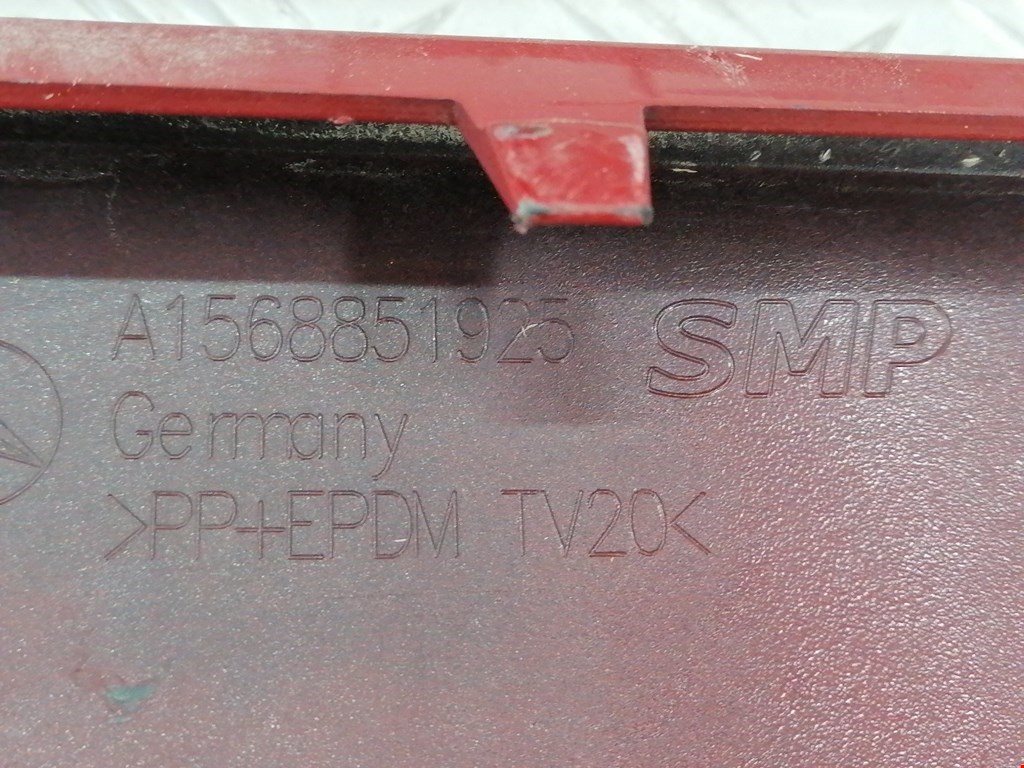 A1568851925
SMP
Germany
>PP+EPDM TV20<